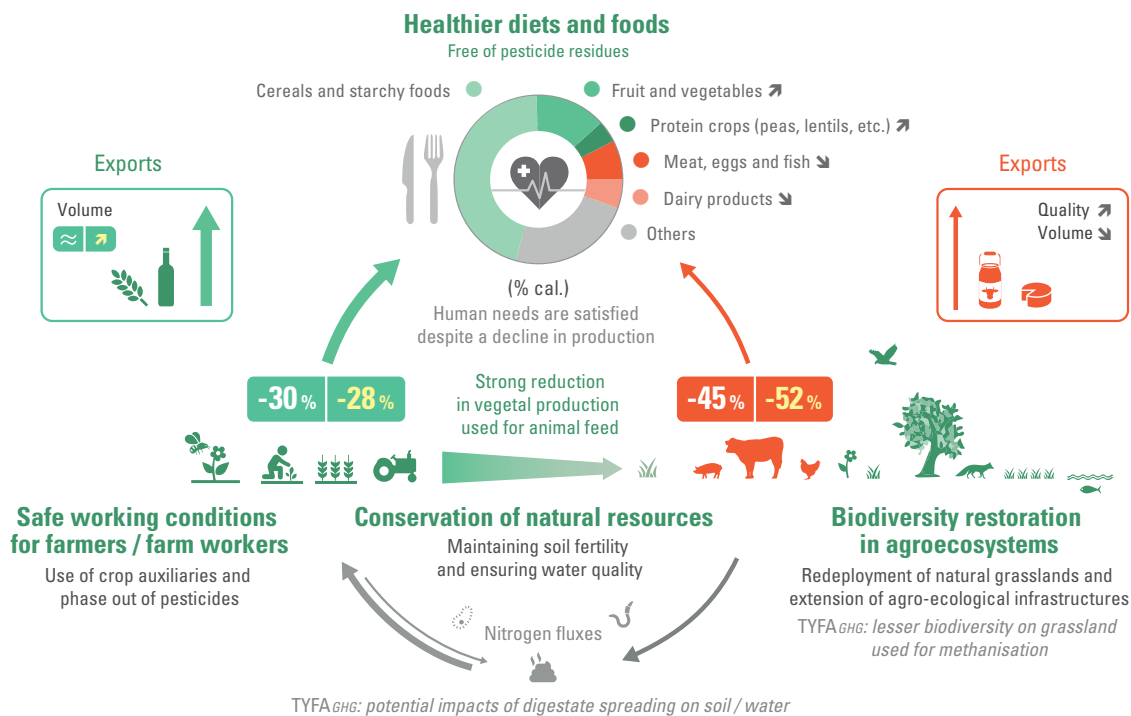 Healthier diets and foods
Free of pesticide residues
Cereals and starchy foods
Fruit and vegetables
Protein crops (peas, lentils, etc.)
Meat, eggs and fish
Dairy products
Others
Exports
Volume
≈
Exports
Quality
Volume
(% cal.)
Human needs are satisfied
despite a decline in production
-30 % -28 %
Strong reduction
in vegetal production
used for animal feed
-45 % -52 %
Safe working conditions
for farmers / farm workers
Use of crop auxiliaries and
phase out of pesticides
Conservation of natural resources
Maintaining soil fertility
and ensuring water quality
Biodiversity restoration
in agroecosystems
Redeployment of natural grasslands and
extension of agro-ecological infrastructures
TYFAGHG: lesser biodiversity on grassland
used for methanisation
Nitrogen fluxes
TYFAGHG: potential impacts of digestate spreading on soil / water